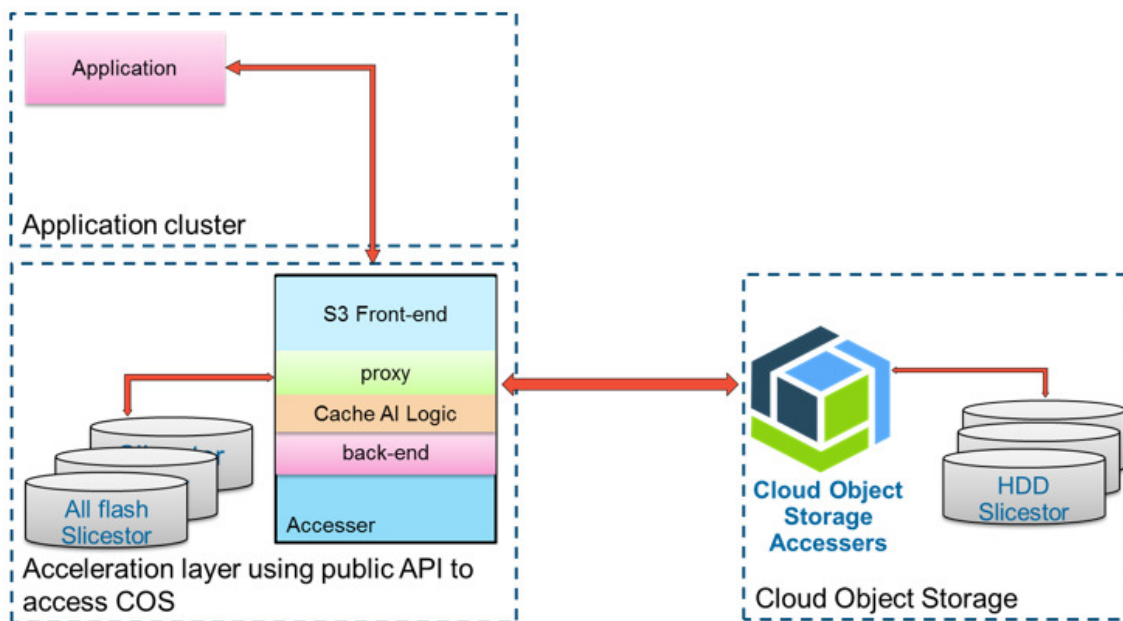 Application
Application cluster
S3 Front-end
proxy
Cache AI Logic
back-end
Accesser
All flash
Slicestor
Acceleration layer using public API to
access COS
Cloud Object
Storage
Accessers
HDD
Slicestor
Cloud Object Storage